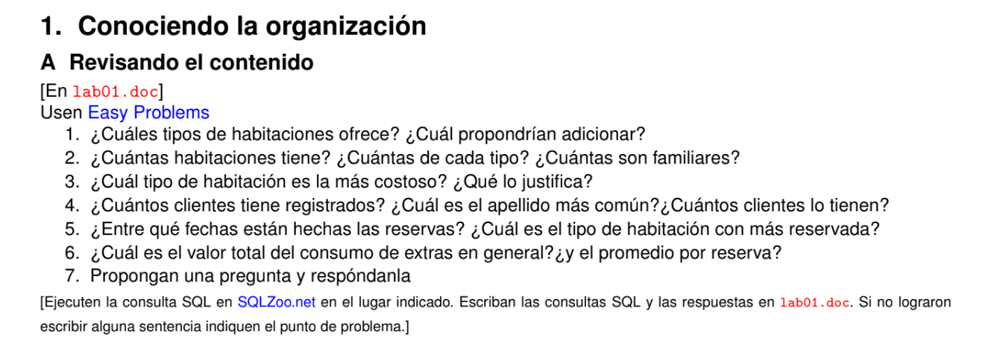 1. Conociendo la organización
A Revisando el contenido
[En lab01.doc]
Usen Easy Problems
1. ¿Cuáles tipos de habitaciones ofrece? ¿Cuál propondrían adicionar?
2. ¿Cuántas habitaciones tiene? ¿Cuántas de cada tipo? ¿Cuántas son familiares?
3. ¿Cuál tipo de habitación es la más costoso? ¿Qué lo justifica?
4. ¿Cuántos clientes tiene registrados? ¿Cuál es el apellido más común?¿Cuántos clientes lo tienen?
5. ¿Entre qué fechas están hechas las reservas? ¿Cuál es el tipo de habitación con más reservada?
6. ¿Cuál es el valor total del consumo de extras en general?¿y el promedio por reserva?
7. Propongan una pregunta y respóndanla
[Ejecuten la consulta SQL en SQLZoo.net en el lugar indicado. Escriban las consultas SQL y las respuestas en lab01.doc. Si no lograron
escribir alguna sentencia indiquen el punto de problema.]